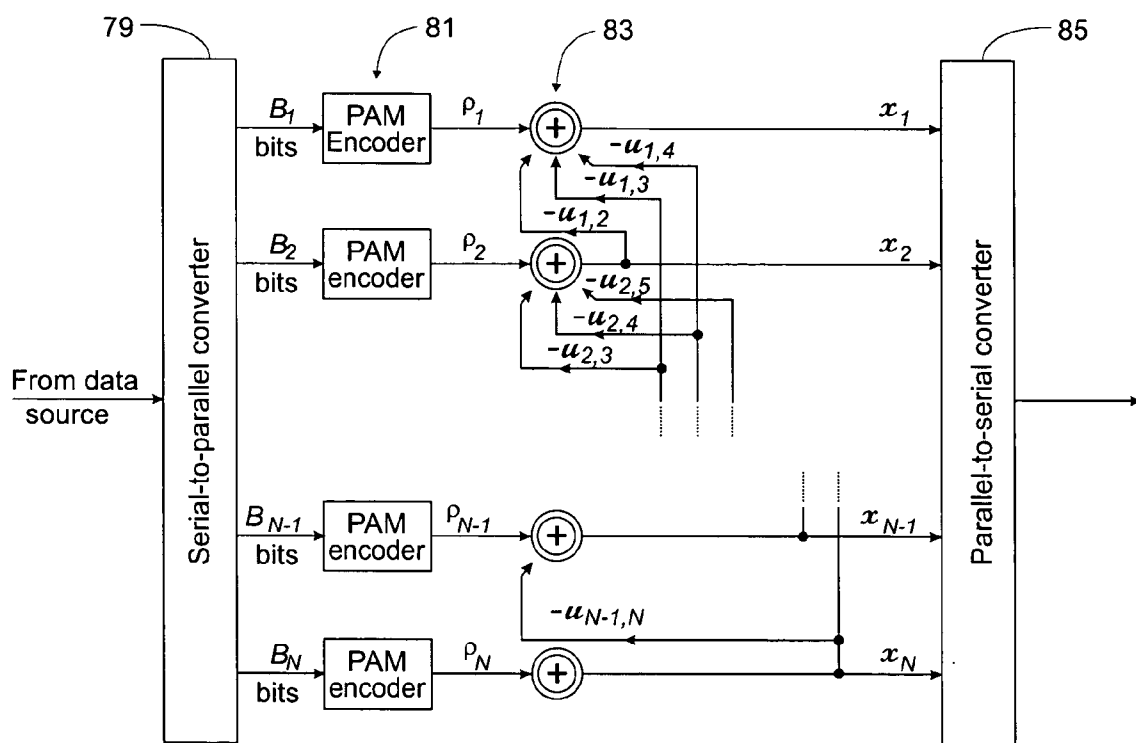 79
81
83
85
B1
bits
PAM
Encoder
ρ1
x1
-u1,4
-u1,3
-u1,2
B2
bits
PAM
encoder
ρ2
x2
-u2,5
-u2,4
-u2,3
Serial-to-parallel converter
Parallel-to-serial converter
From data
source
BN-1
bits
PAM
encoder
ρN-1
xN-1
-uN-1,N
BN
bits
PAM
encoder
ρN
xN